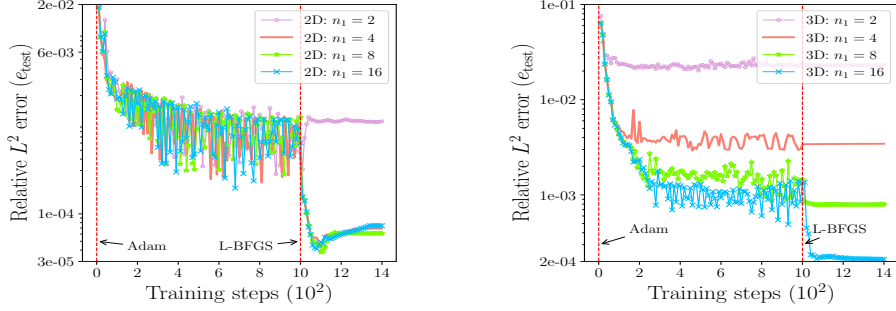 2e−02
6e−03
1e−04
3e−05
Relative L² error (e_test)
2D: n₁ = 2
2D: n₁ = 4
2D: n₁ = 8
2D: n₁ = 16
Adam
L-BFGS
0 2 4 6 8 10 12 14
Training steps (10²)
1e−01
1e−02
1e−03
2e−04
Relative L² error (e_test)
3D: n₁ = 2
3D: n₁ = 4
3D: n₁ = 8
3D: n₁ = 16
Adam
L-BFGS
0 2 4 6 8 10 12 14
Training steps (10²)